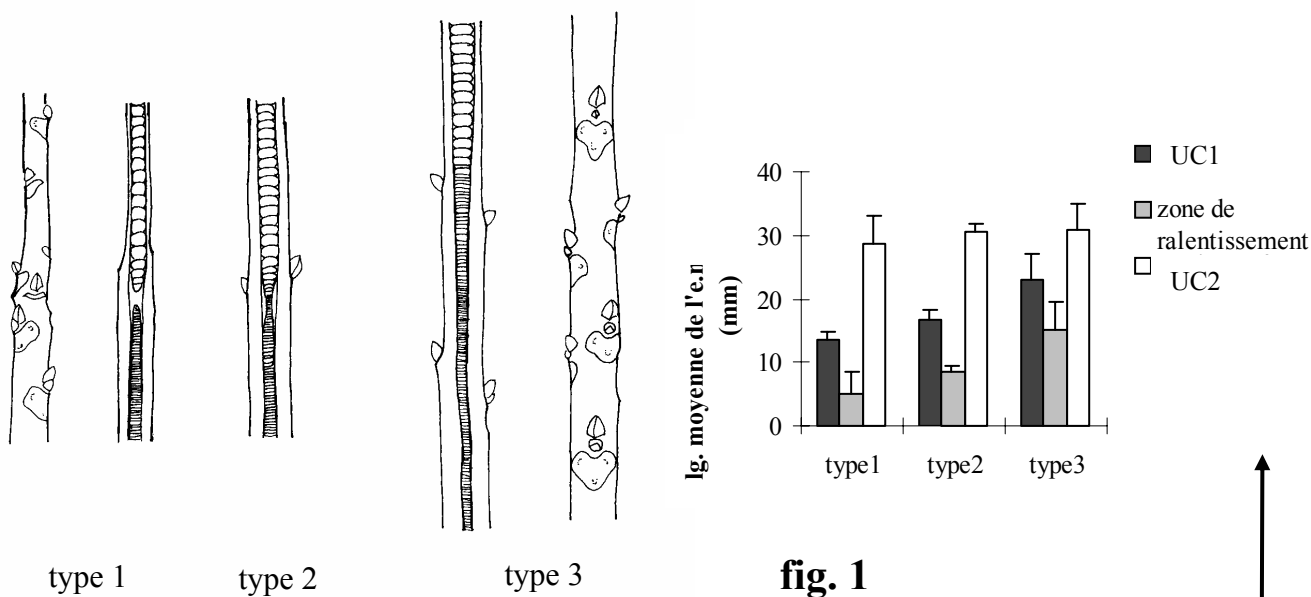 type 1
type 2
type 3
lg. moyenne de l'e.n
(mm)
40
30
20
10
0
type1
type2
type3
UC1
zone de
ralentissement
UC2
fig. 1